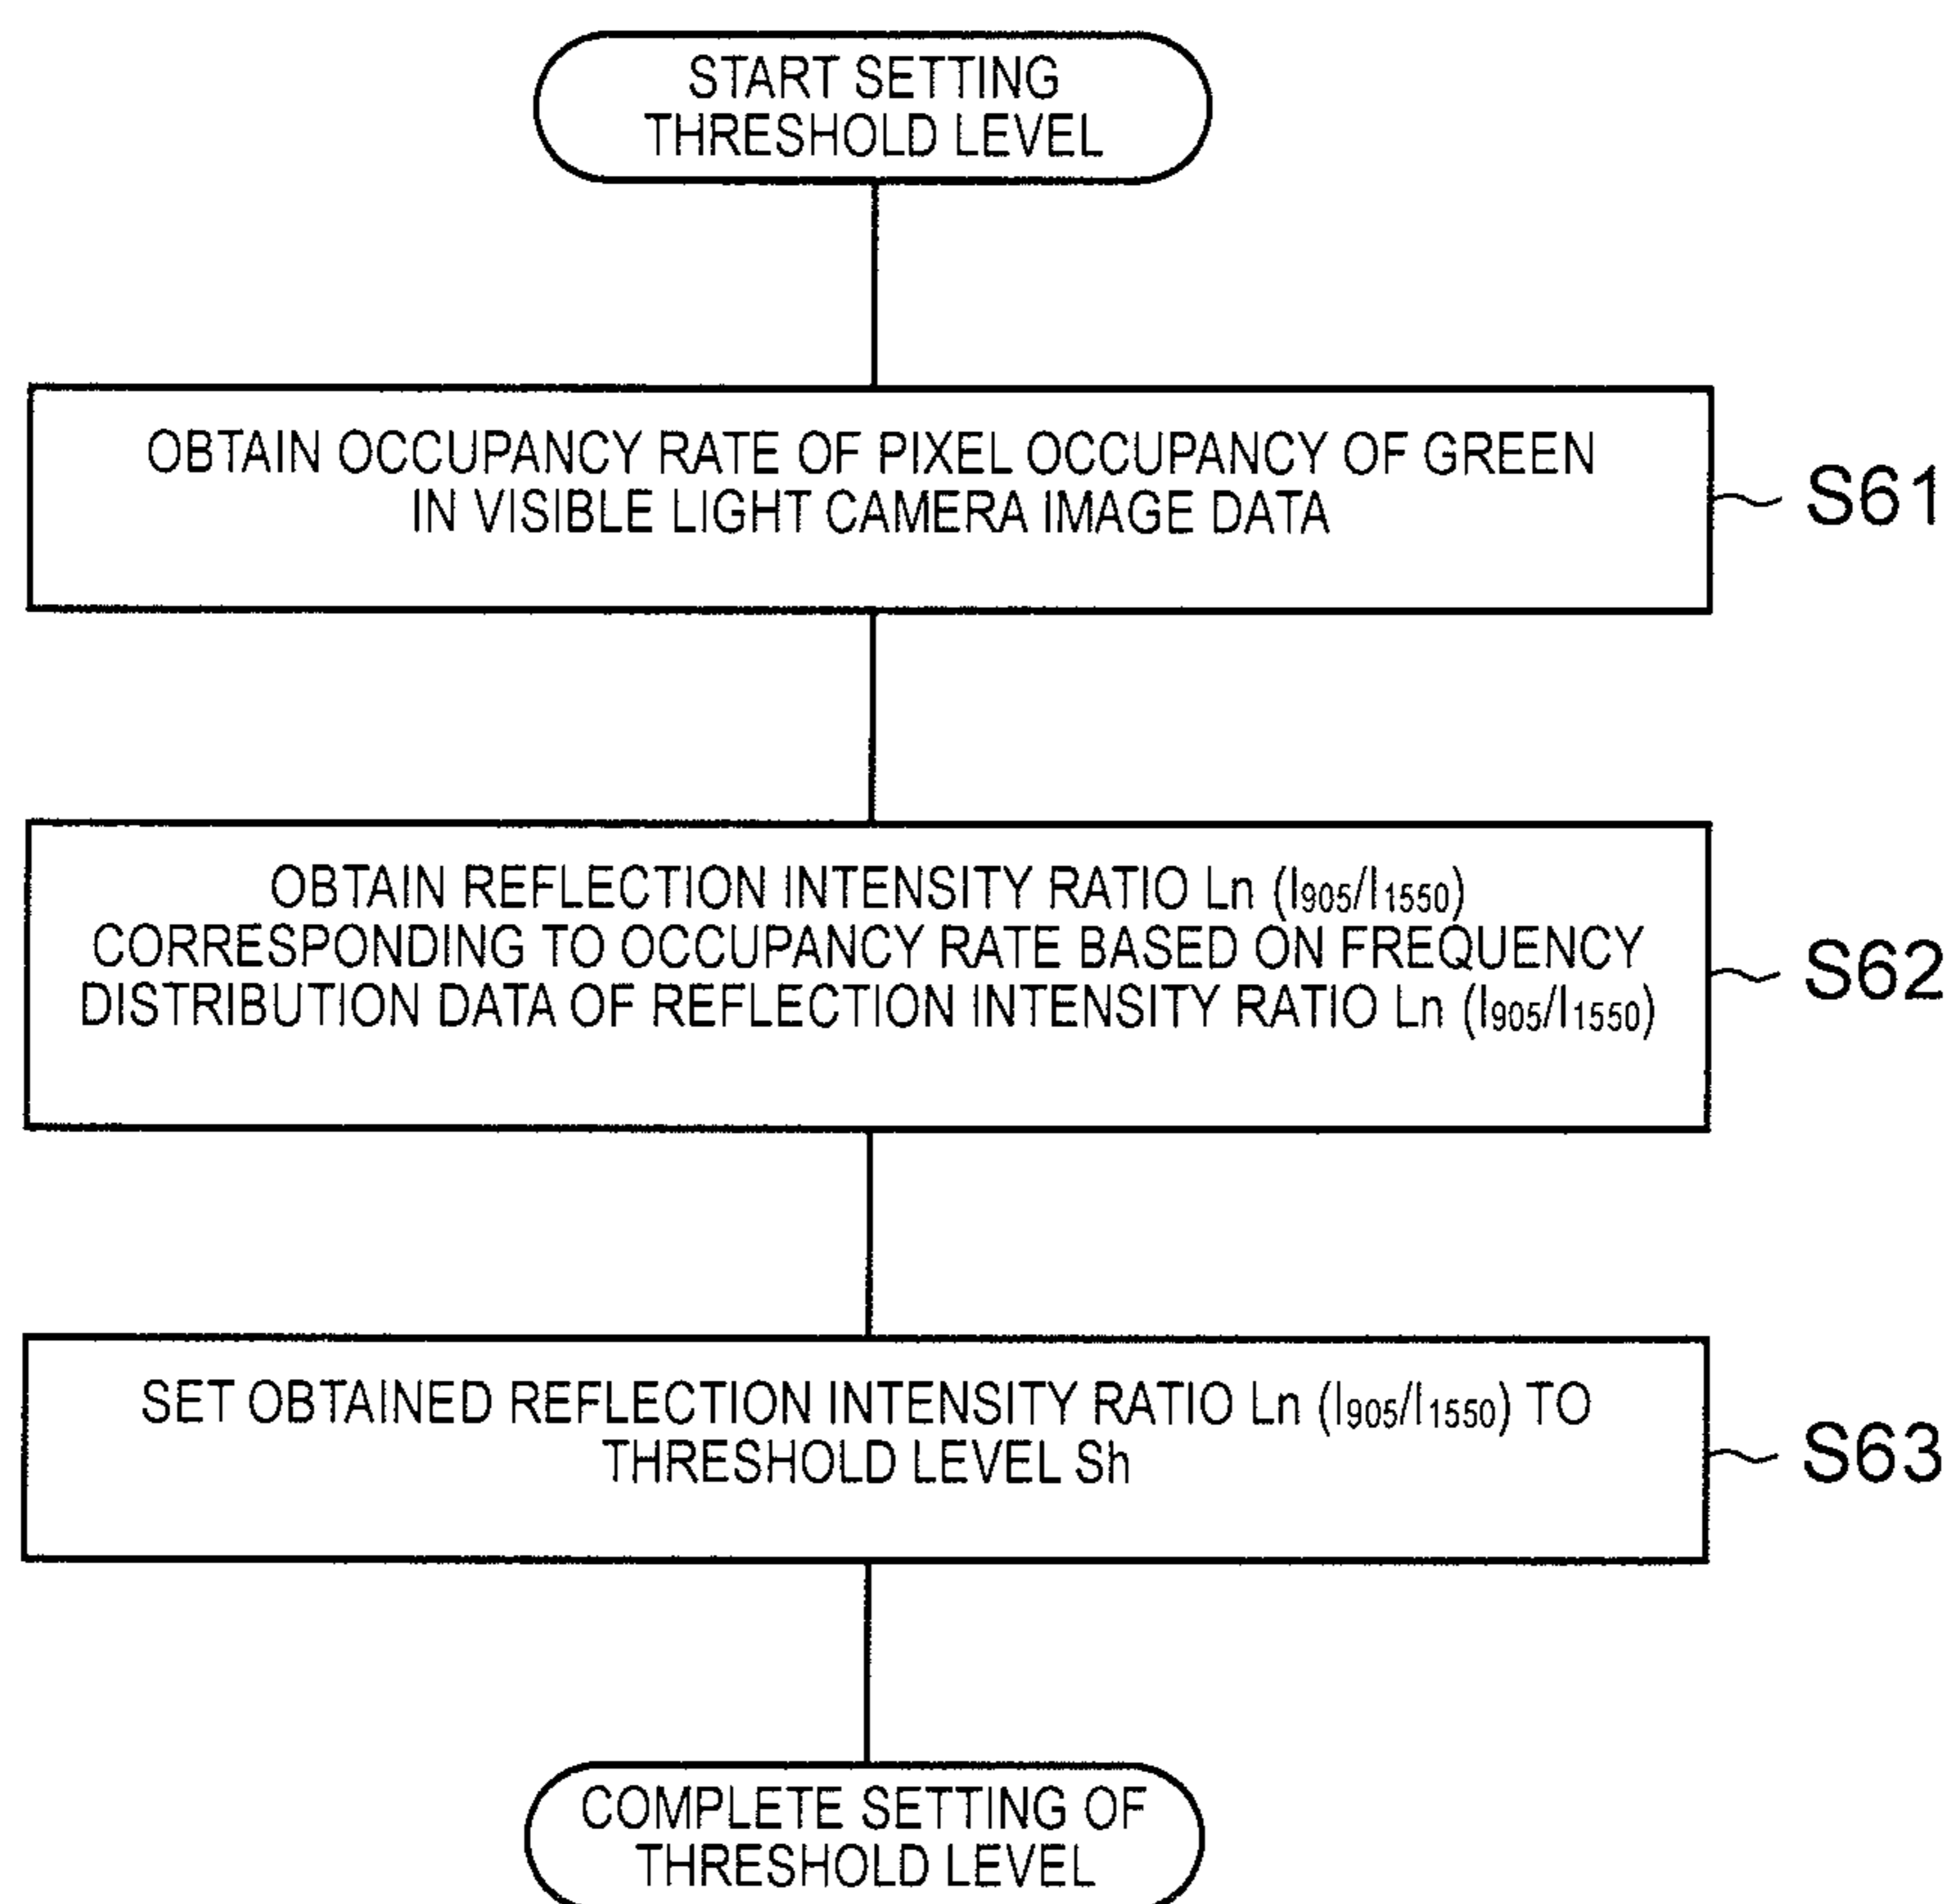 START SETTING
THRESHOLD LEVEL
OBTAIN OCCUPANCY RATE OF PIXEL OCCUPANCY OF GREEN
IN VISIBLE LIGHT CAMERA IMAGE DATA
S61
OBTAIN REFLECTION INTENSITY RATIO Ln (I905/I1550)
CORRESPONDING TO OCCUPANCY RATE BASED ON FREQUENCY
DISTRIBUTION DATA OF REFLECTION INTENSITY RATIO Ln (I905/I1550)
S62
SET OBTAINED REFLECTION INTENSITY RATIO Ln (I905/I1550) TO
THRESHOLD LEVEL Sh
S63
COMPLETE SETTING OF
THRESHOLD LEVEL